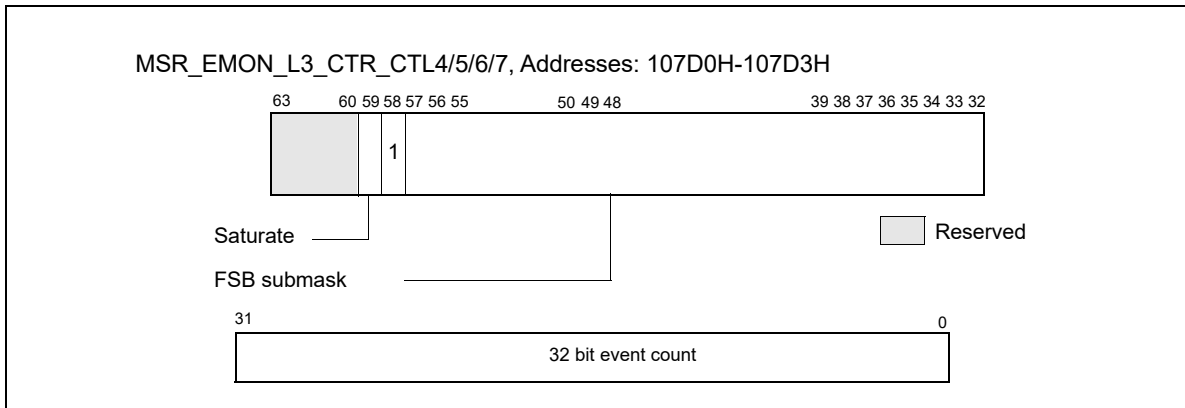 MSR_EMON_L3_CTR_CTL4/5/6/7, Addresses: 107D0H-107D3H
63 60 59 58 57 56 55 50 49 48 39 38 37 36 35 34 33 32
1
Saturate
Reserved
FSB submask
31 0
32 bit event count